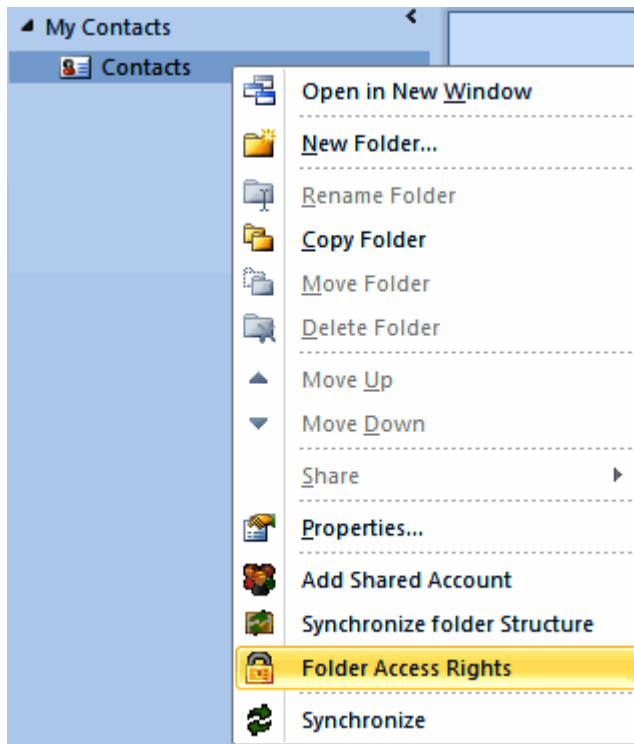 My Contacts
Contacts
Open in New Window
New Folder...
Rename Folder
Copy Folder
Move Folder
Delete Folder
Move Up
Move Down
Share
Properties...
Add Shared Account
Synchronize folder Structure
Folder Access Rights
Synchronize